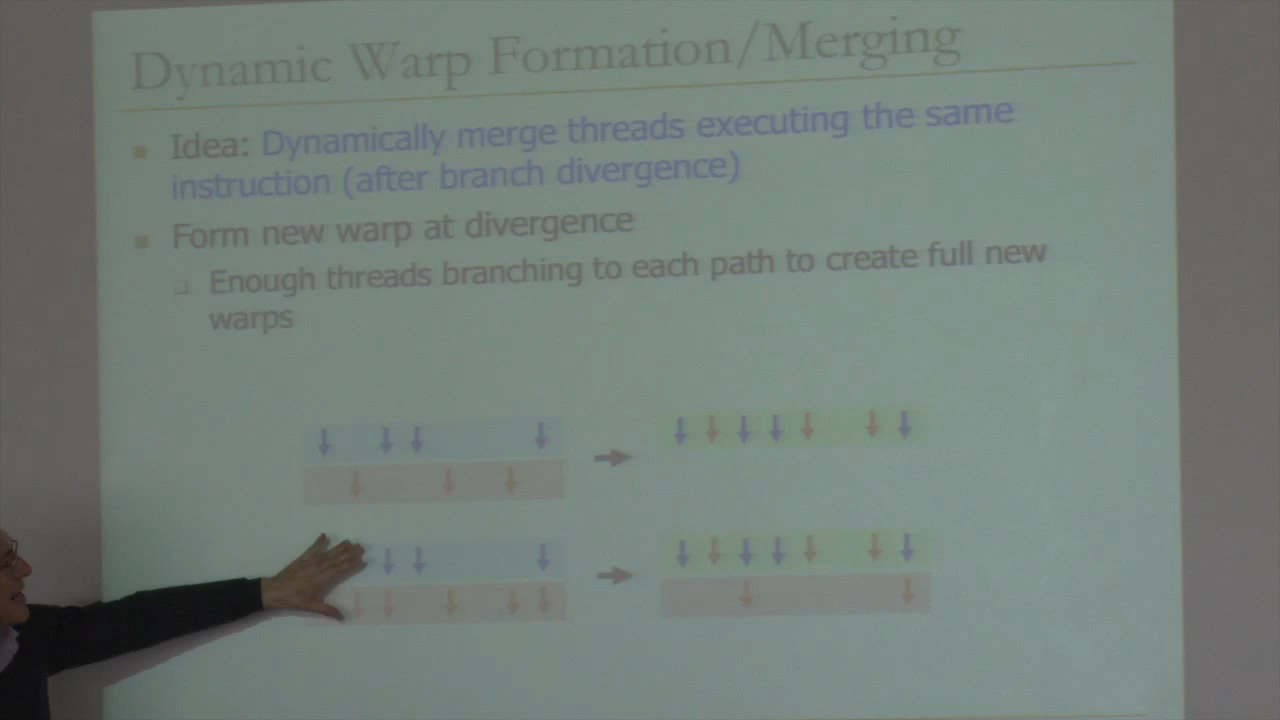 Dynamic Warp Formation/Merging
Idea: Dynamically merge threads executing the same
instruction (after branch divergence)
Form new warp at divergence
Enough threads branching to each path to create full new
warps